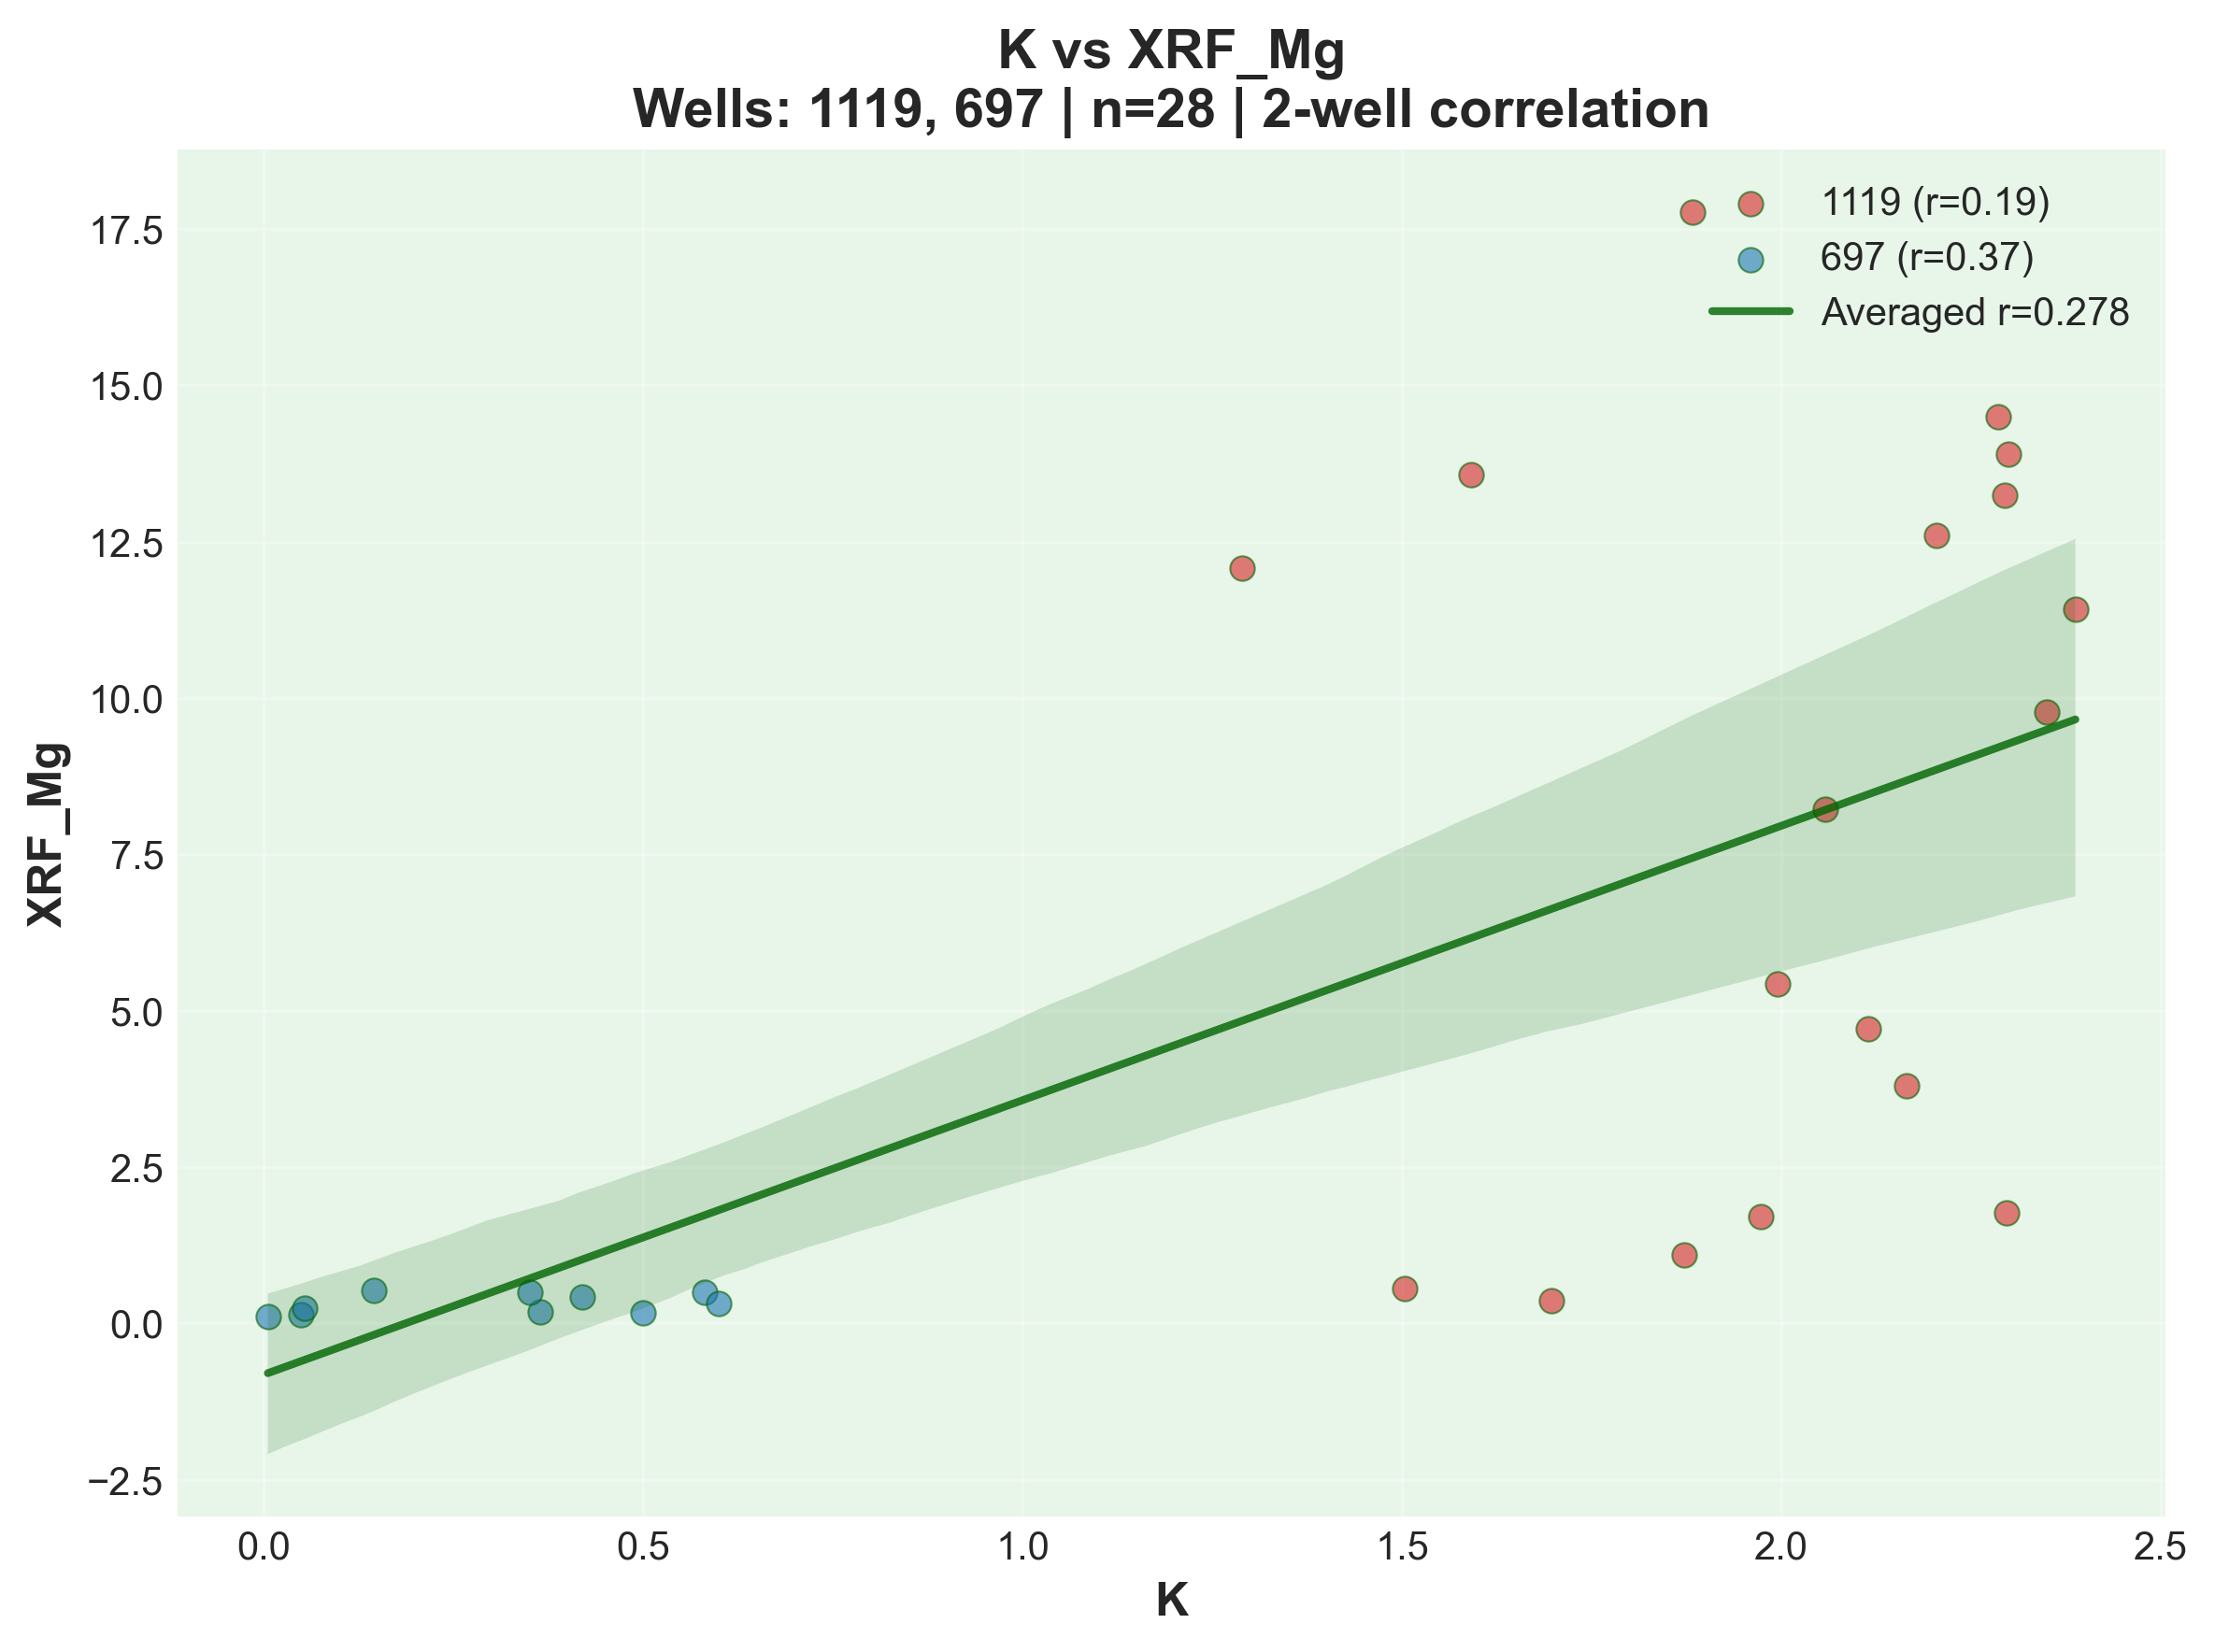 K vs XRF_Mg
Wells: 1119, 697 | n=28 | 2-well correlation
1119 (r=0.19)
697 (r=0.37)
Averaged r=0.278
XRF_Mg
17.5
15.0
12.5
10.0
7.5
5.0
2.5
0.0
−2.5
0.0
0.5
1.0
1.5
2.0
2.5
K